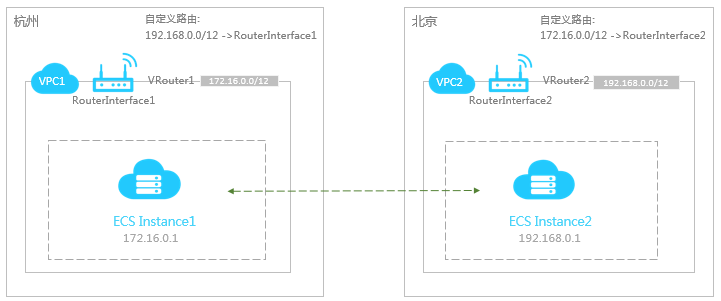 杭州
自定义路由:
192.168.0.0/12 ->RouterInterface1
VPC1
VRouter1
172.16.0.0/12
RouterInterface1
ECS Instance1
172.16.0.1
北京
自定义路由:
172.16.0.0/12 ->RouterInterface2
VPC2
VRouter2
192.168.0.0/12
RouterInterface2
ECS Instance2
192.168.0.1